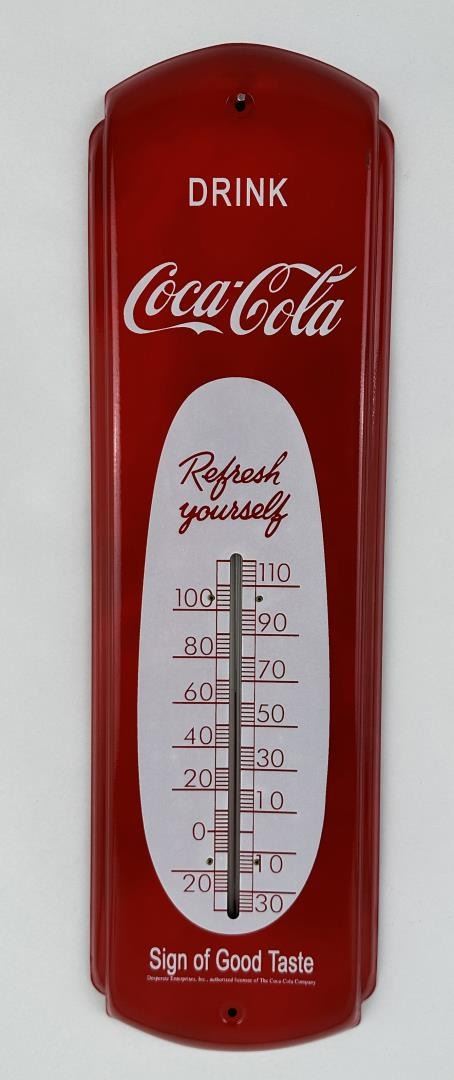 DRINK
Coca-Cola
Refresh
yourself
110
100
90
80
70
60
50
40
30
20
10
0
10
20
30
Sign of Good Taste
Desperate Enterprises, Inc., authorized licensee of The Coca-Cola Company